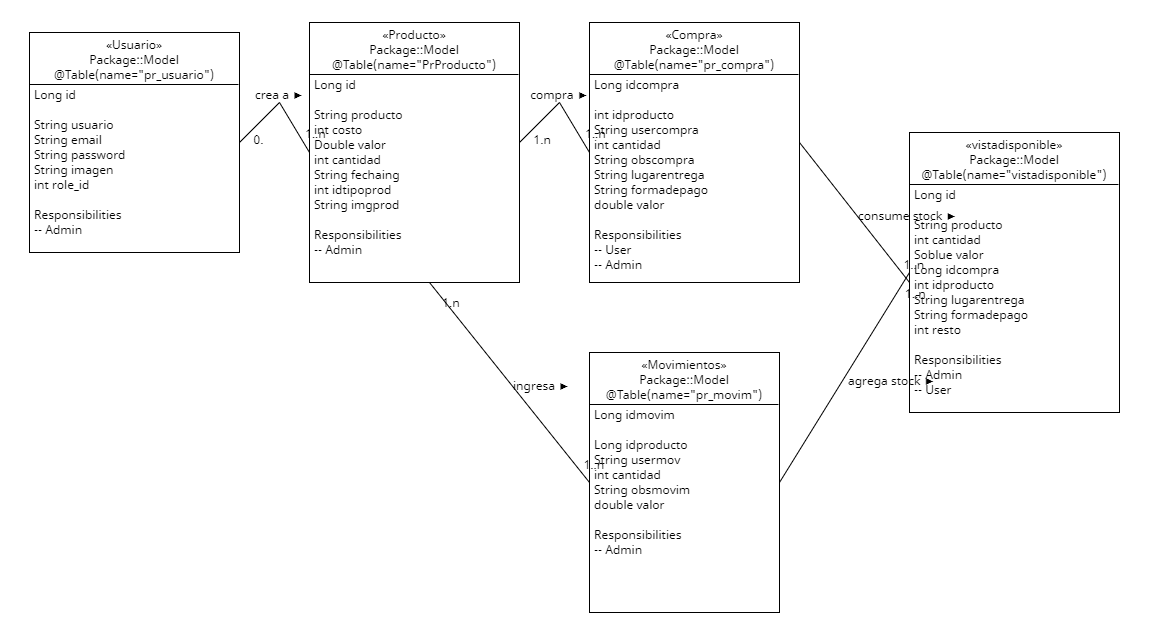 «Usuario»
Package::Model
@Table(name="pr_usuario")
Long id
String usuario
String email
String password
String imagen
int role_id
Responsibilities
-- Admin
crea a ►
0.
1..n
«Producto»
Package::Model
@Table(name="PrProducto")
Long id
String producto
int costo
Double valor
int cantidad
String fechaing
int idtipoprod
String imgprod
Responsibilities
-- Admin
compra ►
1.n
1..n
«Compra»
Package::Model
@Table(name="pr_compra")
Long idcompra
int idproducto
String usercompra
int cantidad
String obscompra
String lugarentrega
String formadepago
double valor
Responsibilities
-- User
-- Admin
consume stock ►
1..n
1..n
«vistadisponible»
Package::Model
@Table(name="vistadisponible")
Long id
String producto
int cantidad
Soblue valor
Long idcompra
int idproducto
String lugarentrega
String formadepago
int resto
Responsibilities
-- Admin
-- User
agrega stock ►
1.n
ingresa ►
1..n
«Movimientos»
Package::Model
@Table(name="pr_movim")
Long idmovim
Long idproducto
String usermov
int cantidad
String obsmovim
double valor
Responsibilities
-- Admin